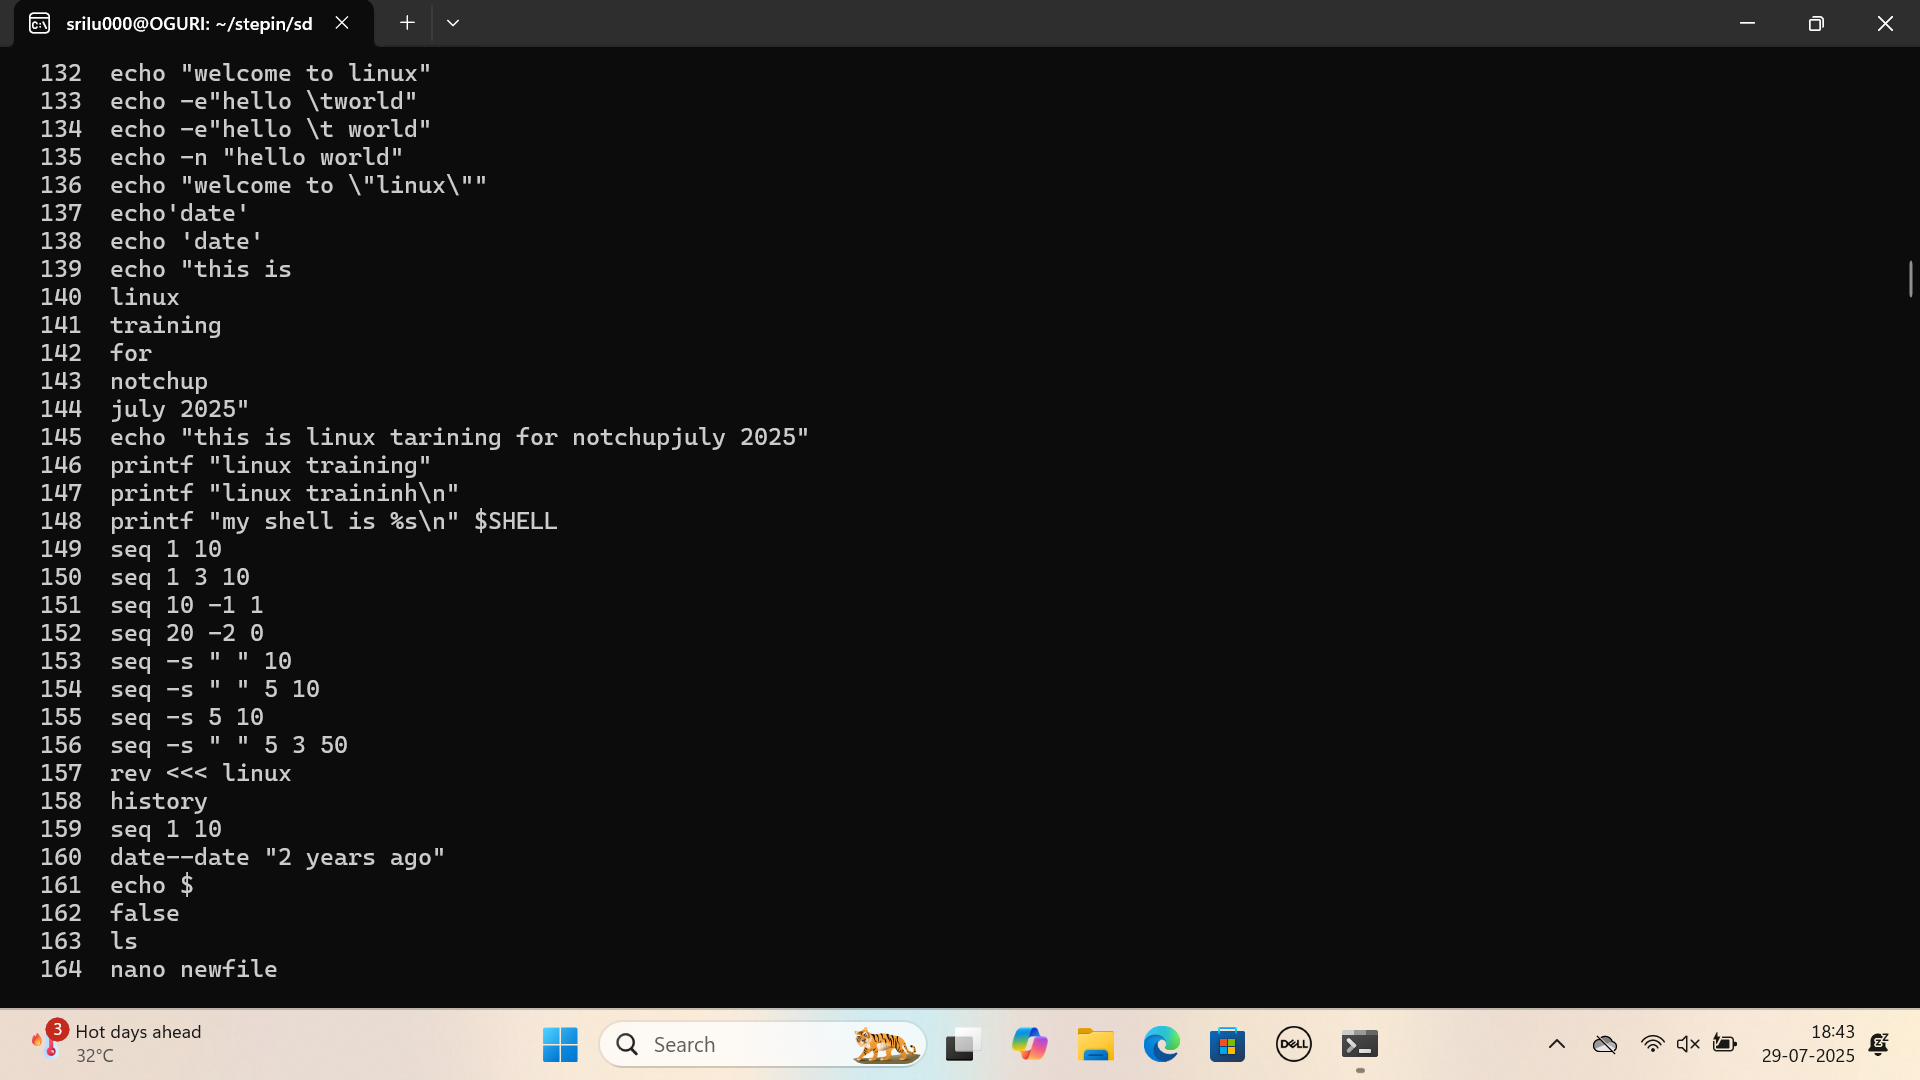 srilu000@OGURI: ~/stepin/sd
132 echo "welcome to linux"
133 echo -e"hello \tworld"
134 echo -e"hello \t world"
135 echo -n "hello world"
136 echo "welcome to \"linux\""
137 echo'date'
138 echo 'date'
139 echo "this is
140 linux
141 training
142 for
143 notchup
144 july 2025"
145 echo "this is linux tarining for notchupjuly 2025"
146 printf "linux training"
147 printf "linux traininh\n"
148 printf "my shell is %s\n" $SHELL
149 seq 1 10
150 seq 1 3 10
151 seq 10 -1 1
152 seq 20 -2 0
153 seq -s " " 10
154 seq -s " " 5 10
155 seq -s 5 10
156 seq -s " " 5 3 50
157 rev <<< linux
158 history
159 seq 1 10
160 date--date "2 years ago"
161 echo $
162 false
163 ls
164 nano newfile
3
Hot days ahead
32°C
Search
DELL
18:43
29-07-2025